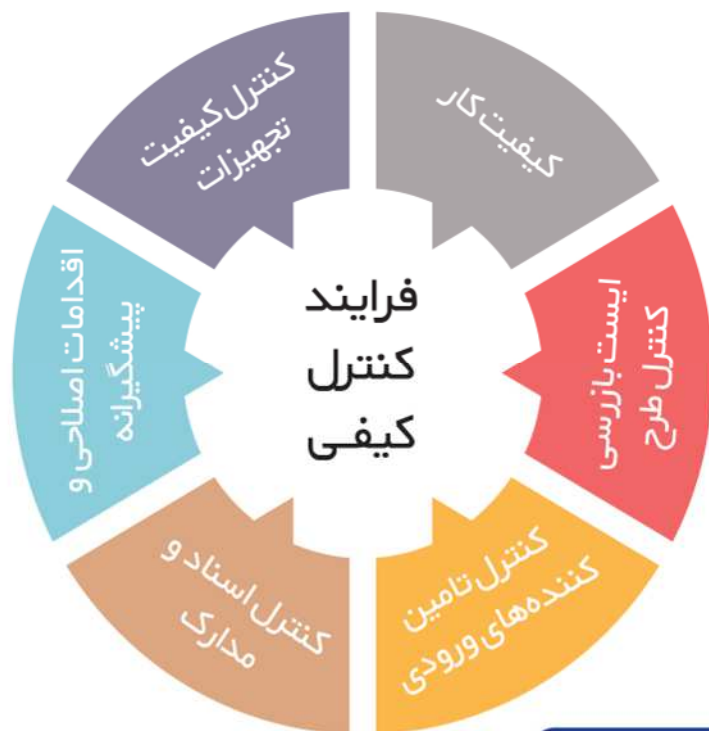 فرایند
کنترل
کیفی
کیفیت کار
ایست بازرسی
کنترل طرح
کنترل تامین
کننده‌های ورودی
کنترل اسناد و
مدارک
اقدامات اصلاحی و
پیشگیرانه
کنترل کیفیت
تجهیزات